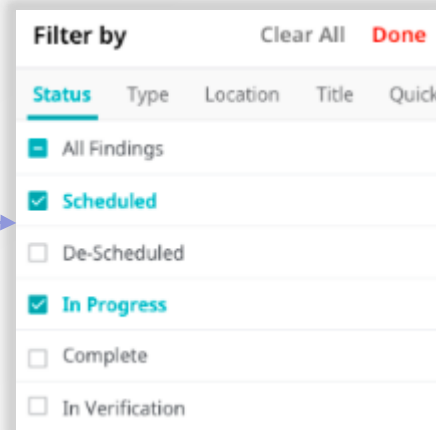 Filter by Clear All Done
Status Type Location Title Quick
All Findings
Scheduled
De-Scheduled
In Progress
Complete
In Verification